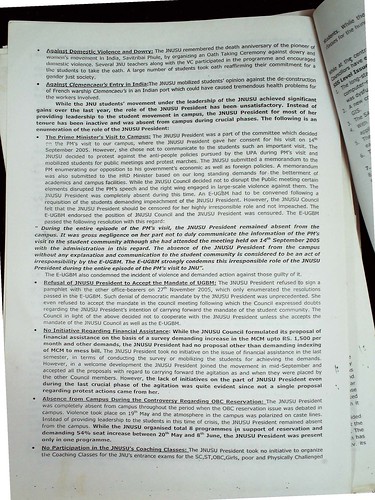 • Against Domestic Violence and Dowry: The JNUSU remembered the death anniversary of the pioneer of
women's movement in India, Savitribai Phule, by organizing an Oath Taking Ceremony against dowry and
domestic violence. Several JNU teachers along with the VC participated in the programme and encouraged
the students to take the oath. A large number of students took oath reaffirming their commitment for a
gender just society.
• Against Clemenceau's Entry in India: The JNUSU mobilized students' opinion against the de-construction
of French warship Clemenceau's in an Indian port which could have caused tremendous health problems for
the workers involved.
While the JNU students' movement under the leadership of the JNUSU achieved significant
gains over the last year, the role of the JNUSU President has been unsatisfactory. Instead of
providing leadership to the student movement in campus, the JNUSU President for most of her
tenure has been inactive and was absent from campus during crucial phases. The following is an
enumeration of the role of the JNUSU President:
• The Prime Minister's Visit to Campus: The JNUSU President was a part of the committee which decided
the PM's visit to our campus, where the JNUSU President gave her consent for his visit on 14th
September 2005. However, she chose not to communicate to the students such an important visit. The
JNUSU decided to protest against the anti-people policies pursued by the UPA during PM's visit and
mobilized students for public meetings and protest marches. The JNUSU submitted a memorandum to the
PM enumerating our opposition to his government's economic as well as foreign policies. A memorandum
was also submitted to the HRD Minister based on our long standing demands for the betterment of
academics and campus facilities. While the JNUSU Council decided not to disrupt the Public meeting certain
elements disrupted the PM's speech and the right wing engaged in large-scale violence against them. The
JNUSU President was completely absent during this time. An E-UGBM had to be convened following a
requisition of the students demanding impeachment of the JNUSU President. However, the JNUSU Council
felt that the JNUSU President should be censored for her highly irresponsible role and not impeached. The
E-UGBM endorsed the position of JNUSU Council and the JNUSU President was censured. The E-UGBM
passed the following resolution with this regard:
" During the entire episode of the PM's visit, the JNUSU President remained absent from the
campus. It was gross negligence on her part not to duly communicate the information of the PM's
visit to the student community although she had attended the meeting held on 14th September 2005
with the administration in this regard. The absence of the JNUSU President from the campus
without any explanation and communication to the student community is considered to be an act of
irresponsibility by the E-UGBM. The E-UGBM strongly condemns this irresponsible role of the JNUSU
President during the entire episode of the PM's visit to JNU".
The E-UGBM also condemned the incident of violence and demanded action against those guilty of it.
• Refusal of JNUSU President to Accept the Mandate of UGBM: The JNUSU President refused to sign a
pamphlet with the other office-bearers on 27th November 2005, which only enumerated the resolutions
passed in the E-UGBM. Such denial of democratic mandate by the JNUSU President was unprecedented. She
even refused to accept the mandate in the council meeting following which the Council expressed doubts
regarding the JNUSU President's intention of carrying forward the mandate of the student community. The
Council in light of the above decided not to cooperate with the JNUSU President unless she accepts the
mandate of the JNUSU Council as well as the E-UGBM.
• No Initiative Regarding Financial Assistance: While the JNUSU Council formulated its proposal of
financial assistance on the basis of a survey demanding increase in the MCM upto RS. 1,500 per
month and other demands, the JNUSU President had no proposal other than demanding indexing
of MCM to mess bill. The JNUSU President took no initiative on the issue of financial assistance in the last
semester, in terms of conducting the survey or mobilizing the students for achieving the demands.
However, in a welcome development the JNUSU President joined the movement in mid-September and
accepted all the proposals with regard to carrying forward the agitation as and when they were placed by
the other Council members. However, the lack of initiatives on the part of JNUSU President even
during the last crucial phase of the agitation was quite evident since not a single proposal
regarding protest actions came from her.
• Absence from Campus During the Controversy Regarding OBC Reservation: The JNUSU President
was completely absent from campus throughout the period when the OBC reservation issue was debated in
campus. Violence took place on 19th May and the atmosphere in the campus was polarised on caste lines.
Instead of providing leadership to the students in this time of crisis, the JNUSU President remained absent
from the campus. While the JNUSU organised total 8 programmes in support of reservation and
demanding 54% seat increase between 20th May and 8th June, the JNUSU President was present
only in one programme.
• No Participation in the JNUSU's Coaching Classes: The JNUSU President took no initiative to organize
the Coaching Classes for the JNU's entrance exams for the SC,ST,OBC,Girls, poor and Physically Challenged